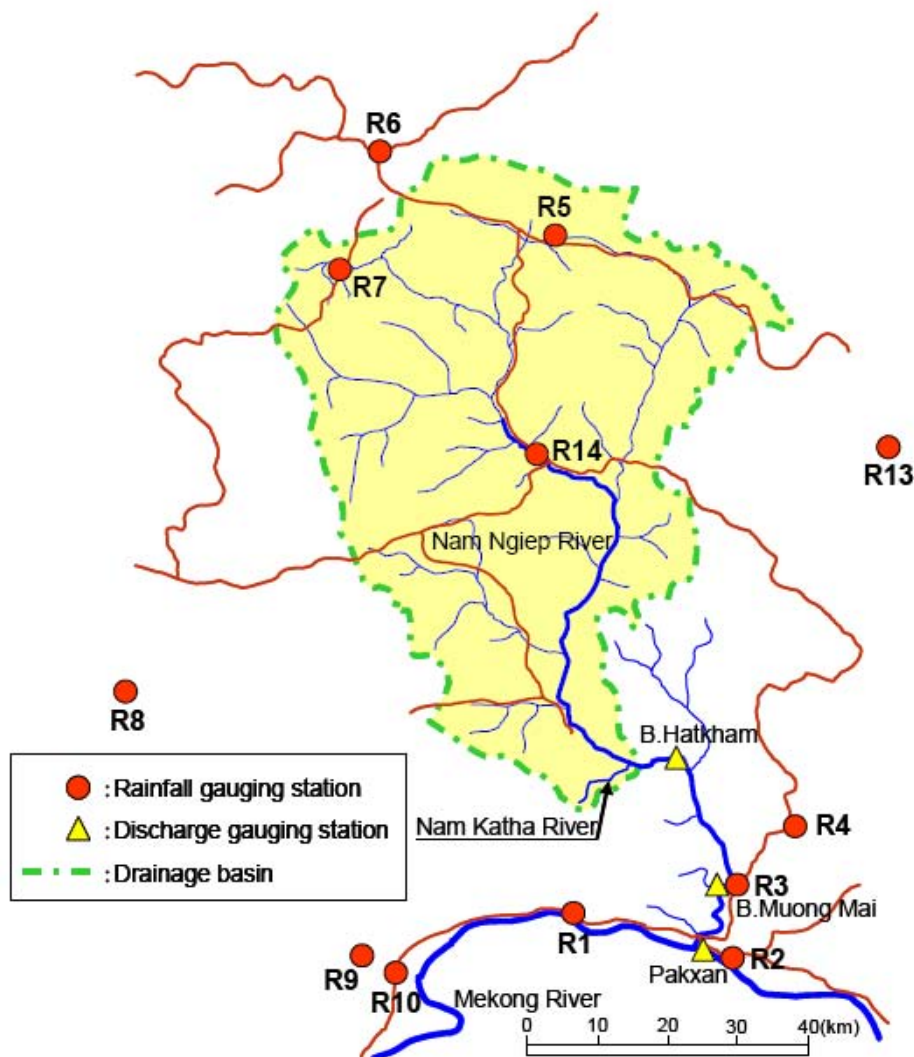 R6
R5
R7
R14
R13
Nam Ngiep River
R8
B.Hatkham
: Rainfall gauging station
: Discharge gauging station
: Drainage basin
Nam Katha River
R4
R3
B.Muong Mai
R1
R2
R9
R10
Pakxan
Mekong River
0 10 20 30 40(km)